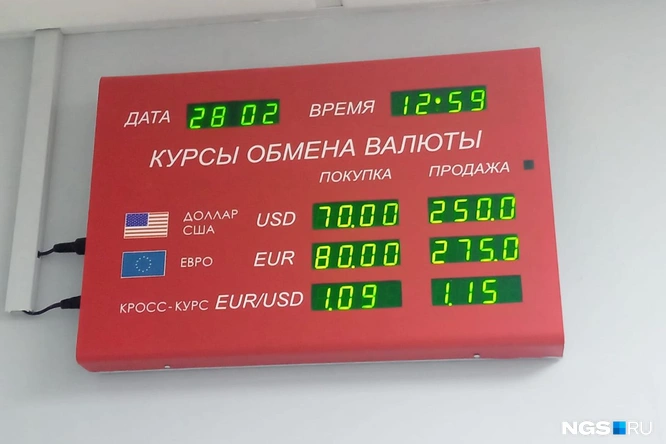 ДАТА 28 02 ВРЕМЯ 12:59
КУРСЫ ОБМЕНА ВАЛЮТЫ
ПОКУПКА ПРОДАЖА
ДОЛЛАР
США USD 70.00 250.0
ЕВРО EUR 80.00 275.0
КРОСС-КУРС EUR/USD 1.09 1.15
NGS.RU